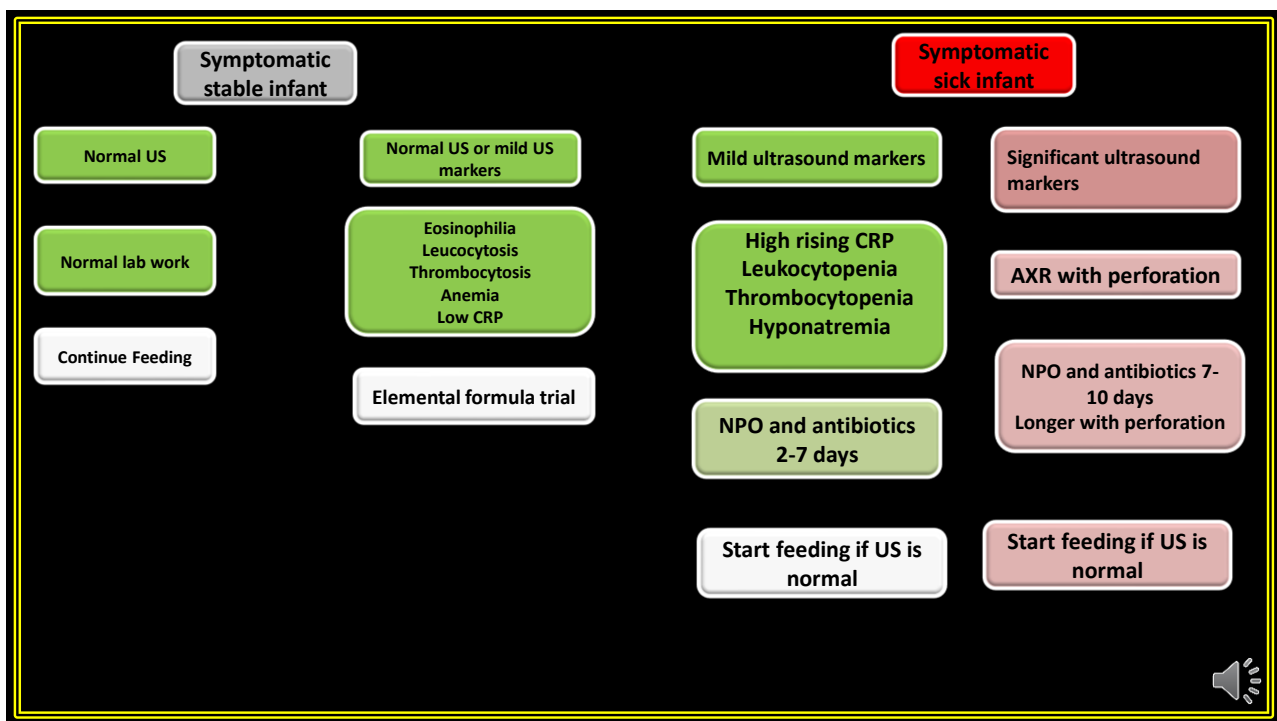 Symptomatic
stable infant
Symptomatic
sick infant
Normal US
Normal lab work
Continue Feeding
Normal US or mild US
markers
Eosinophilia
Leucocytosis
Thrombocytosis
Anemia
Low CRP
Elemental formula trial
Mild ultrasound markers
High rising CRP
Leukocytopenia
Thrombocytopenia
Hyponatremia
NPO and antibiotics
2-7 days
Start feeding if US is
normal
Significant ultrasound
markers
AXR with perforation
NPO and antibiotics 7-
10 days
Longer with perforation
Start feeding if US is
normal